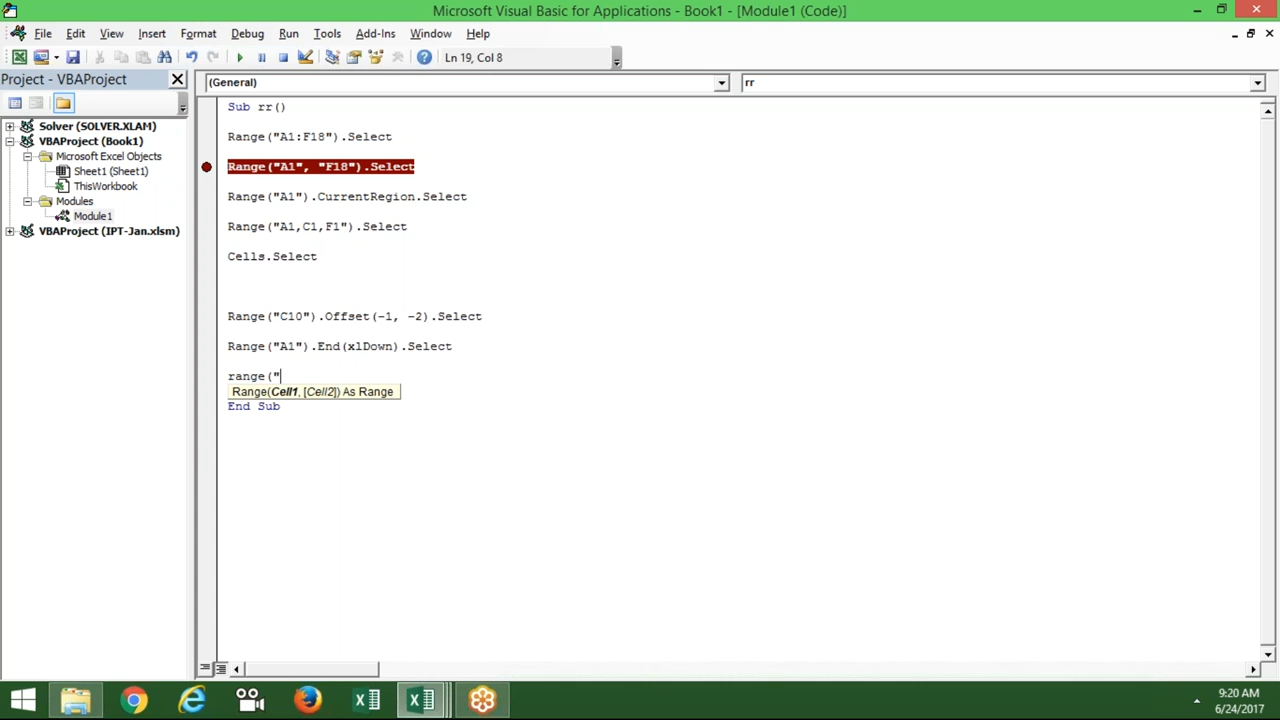 Microsoft Visual Basic for Applications - Book1 - [Module1 (Code)]
File Edit View Insert Format Debug Run Tools Add-Ins Window Help
Ln 19, Col 8
Project - VBAProject
(General) rr
Solver (SOLVER.XLAM)
VBAProject (Book1)
Microsoft Excel Objects
Sheet1 (Sheet1)
ThisWorkbook
Modules
Module1
VBAProject (IPT-Jan.xlsm)
Sub rr()
Range("A1:F18").Select
Range("A1", "F18").Select
Range("A1").CurrentRegion.Select
Range("A1,C1,F1").Select
Cells.Select
Range("C10").Offset(-1, -2).Select
Range("A1").End(xlDown).Select
range("
Range(Cell1, [Cell2]) As Range
End Sub
9:20 AM
6/24/2017